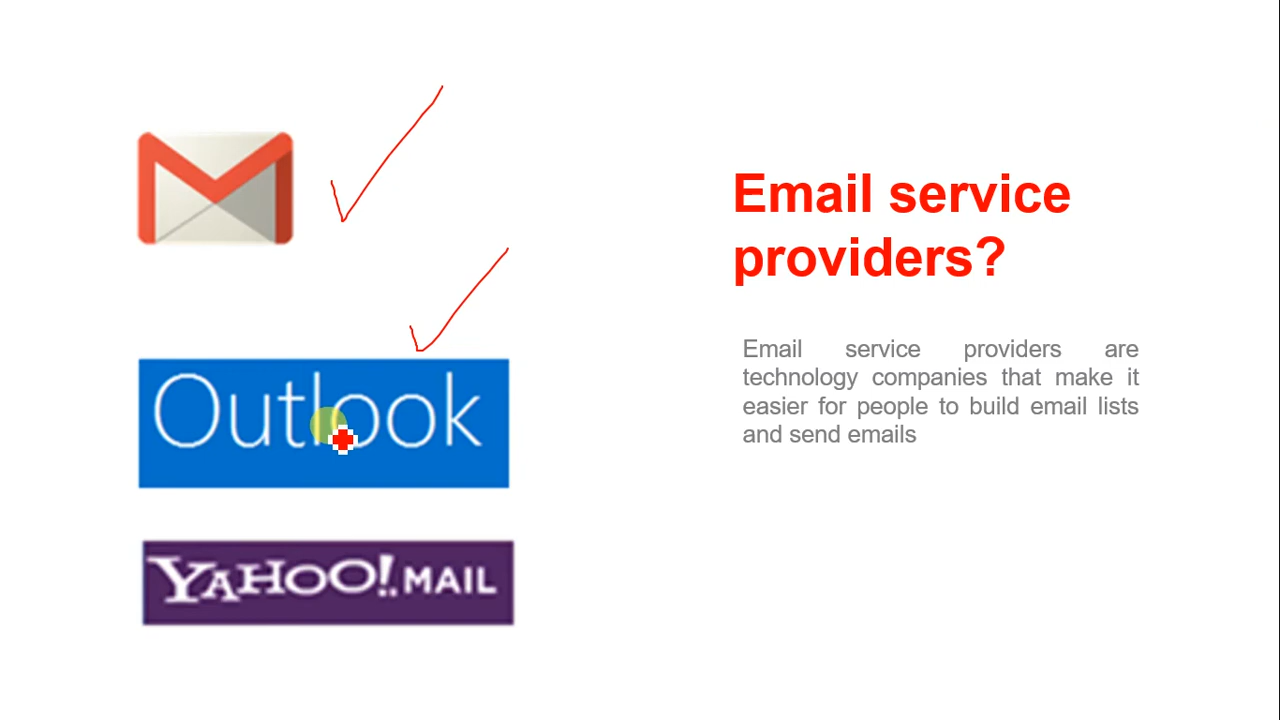 Email service
providers?
Email service providers are
technology companies that make it
easier for people to build email lists
and send emails
Outlook
YAHOO! MAIL